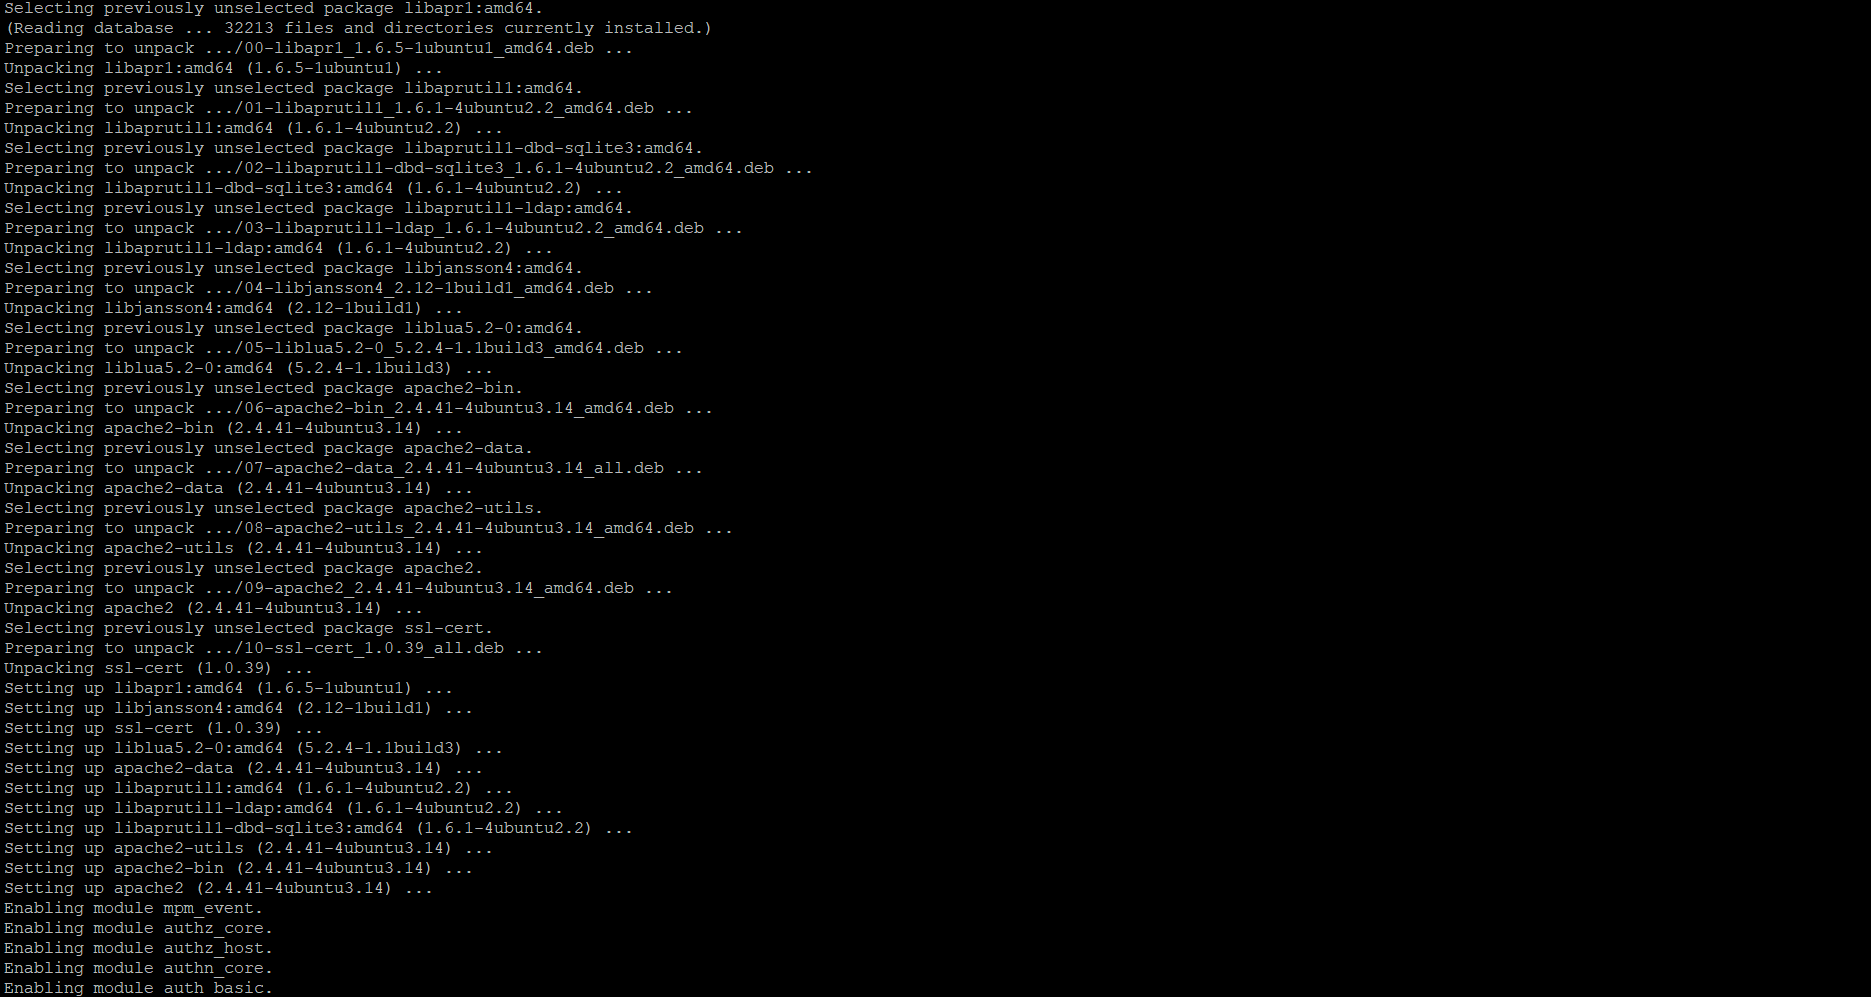 Selecting previously unselected package libapr1:amd64.
(Reading database ... 32213 files and directories currently installed.)
Preparing to unpack .../00-libapr1_1.6.5-1ubuntu1_amd64.deb ...
Unpacking libapr1:amd64 (1.6.5-1ubuntu1) ...
Selecting previously unselected package libaprutil1:amd64.
Preparing to unpack .../01-libaprutil1_1.6.1-4ubuntu2.2_amd64.deb ...
Unpacking libaprutil1:amd64 (1.6.1-4ubuntu2.2) ...
Selecting previously unselected package libaprutil1-dbd-sqlite3:amd64.
Preparing to unpack .../02-libaprutil1-dbd-sqlite3_1.6.1-4ubuntu2.2_amd64.deb ...
Unpacking libaprutil1-dbd-sqlite3:amd64 (1.6.1-4ubuntu2.2) ...
Selecting previously unselected package libaprutil1-ldap:amd64.
Preparing to unpack .../03-libaprutil1-ldap_1.6.1-4ubuntu2.2_amd64.deb ...
Unpacking libaprutil1-ldap:amd64 (1.6.1-4ubuntu2.2) ...
Selecting previously unselected package libjansson4:amd64.
Preparing to unpack .../04-libjansson4_2.12-1build1_amd64.deb ...
Unpacking libjansson4:amd64 (2.12-1build1) ...
Selecting previously unselected package liblua5.2-0:amd64.
Preparing to unpack .../05-liblua5.2-0_5.2.4-1.1build3_amd64.deb ...
Unpacking liblua5.2-0:amd64 (5.2.4-1.1build3) ...
Selecting previously unselected package apache2-bin.
Preparing to unpack .../06-apache2-bin_2.4.41-4ubuntu3.14_amd64.deb ...
Unpacking apache2-bin (2.4.41-4ubuntu3.14) ...
Selecting previously unselected package apache2-data.
Preparing to unpack .../07-apache2-data_2.4.41-4ubuntu3.14_all.deb ...
Unpacking apache2-data (2.4.41-4ubuntu3.14) ...
Selecting previously unselected package apache2-utils.
Preparing to unpack .../08-apache2-utils_2.4.41-4ubuntu3.14_amd64.deb ...
Unpacking apache2-utils (2.4.41-4ubuntu3.14) ...
Selecting previously unselected package apache2.
Preparing to unpack .../09-apache2_2.4.41-4ubuntu3.14_amd64.deb ...
Unpacking apache2 (2.4.41-4ubuntu3.14) ...
Selecting previously unselected package ssl-cert.
Preparing to unpack .../10-ssl-cert_1.0.39_all.deb ...
Unpacking ssl-cert (1.0.39) ...
Setting up libapr1:amd64 (1.6.5-1ubuntu1) ...
Setting up libjansson4:amd64 (2.12-1build1) ...
Setting up ssl-cert (1.0.39) ...
Setting up liblua5.2-0:amd64 (5.2.4-1.1build3) ...
Setting up apache2-data (2.4.41-4ubuntu3.14) ...
Setting up libaprutil1:amd64 (1.6.1-4ubuntu2.2) ...
Setting up libaprutil1-ldap:amd64 (1.6.1-4ubuntu2.2) ...
Setting up libaprutil1-dbd-sqlite3:amd64 (1.6.1-4ubuntu2.2) ...
Setting up apache2-utils (2.4.41-4ubuntu3.14) ...
Setting up apache2-bin (2.4.41-4ubuntu3.14) ...
Setting up apache2 (2.4.41-4ubuntu3.14) ...
Enabling module mpm_event.
Enabling module authz_core.
Enabling module authz_host.
Enabling module authn_core.
Enabling module auth_basic.